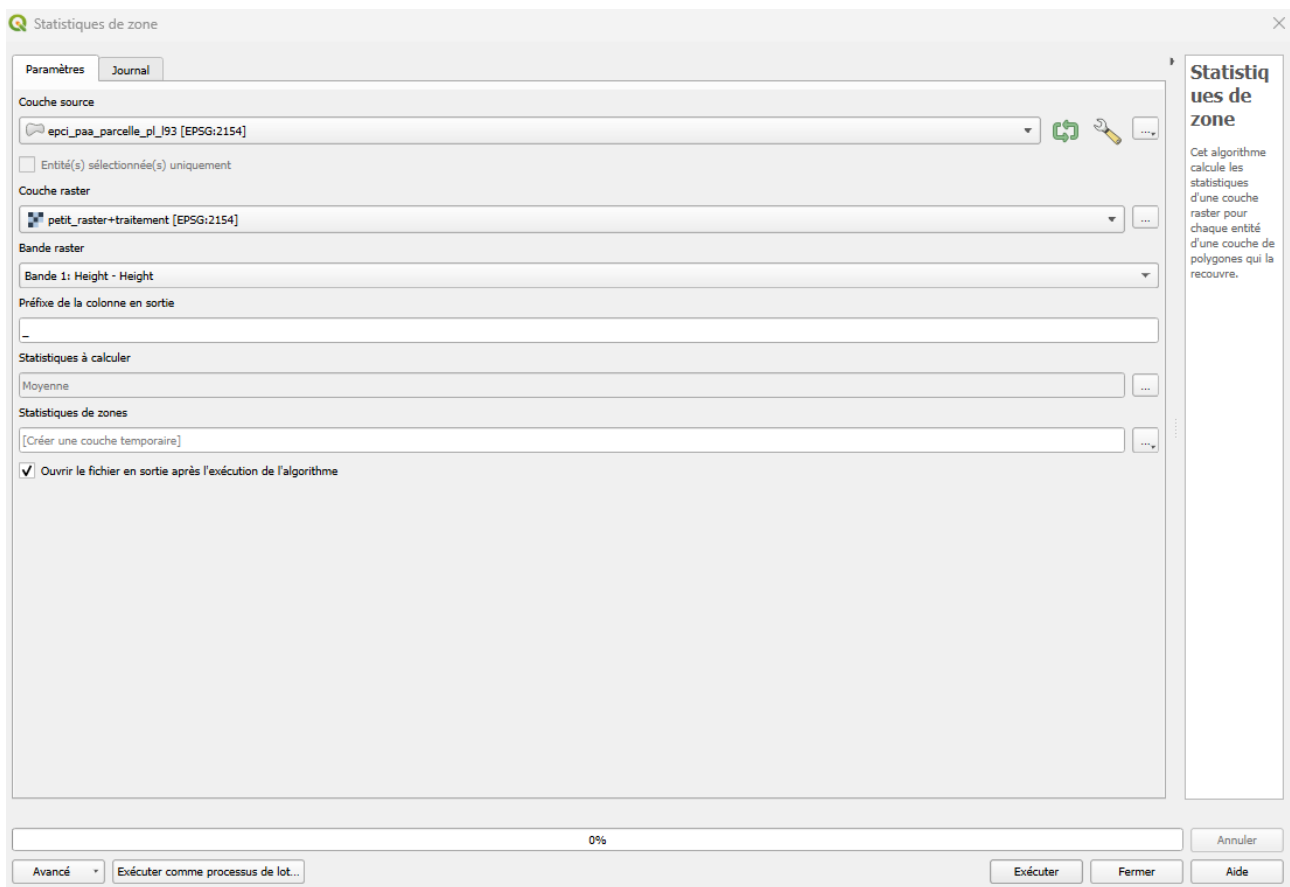 Statistiques de zone
Paramètres
Journal
Couche source
epci_paa_parcelle_pl_l93 [EPSG:2154]
...
Entité(s) sélectionnée(s) uniquement
Couche raster
petit_raster+traitement [EPSG:2154]
...
Bande raster
Bande 1: Height - Height
Préfixe de la colonne en sortie
_
Statistiques à calculer
Moyenne
...
Statistiques de zones
[Créer une couche temporaire]
...
Ouvrir le fichier en sortie après l'exécution de l'algorithme
Statistiq
ues de
zone
Cet algorithme
calcule les
statistiques
d'une couche
raster pour
chaque entité
d'une couche de
polygones qui la
recouvre.
0%
Annuler
Avancé
Exécuter comme processus de lot...
Exécuter
Fermer
Aide